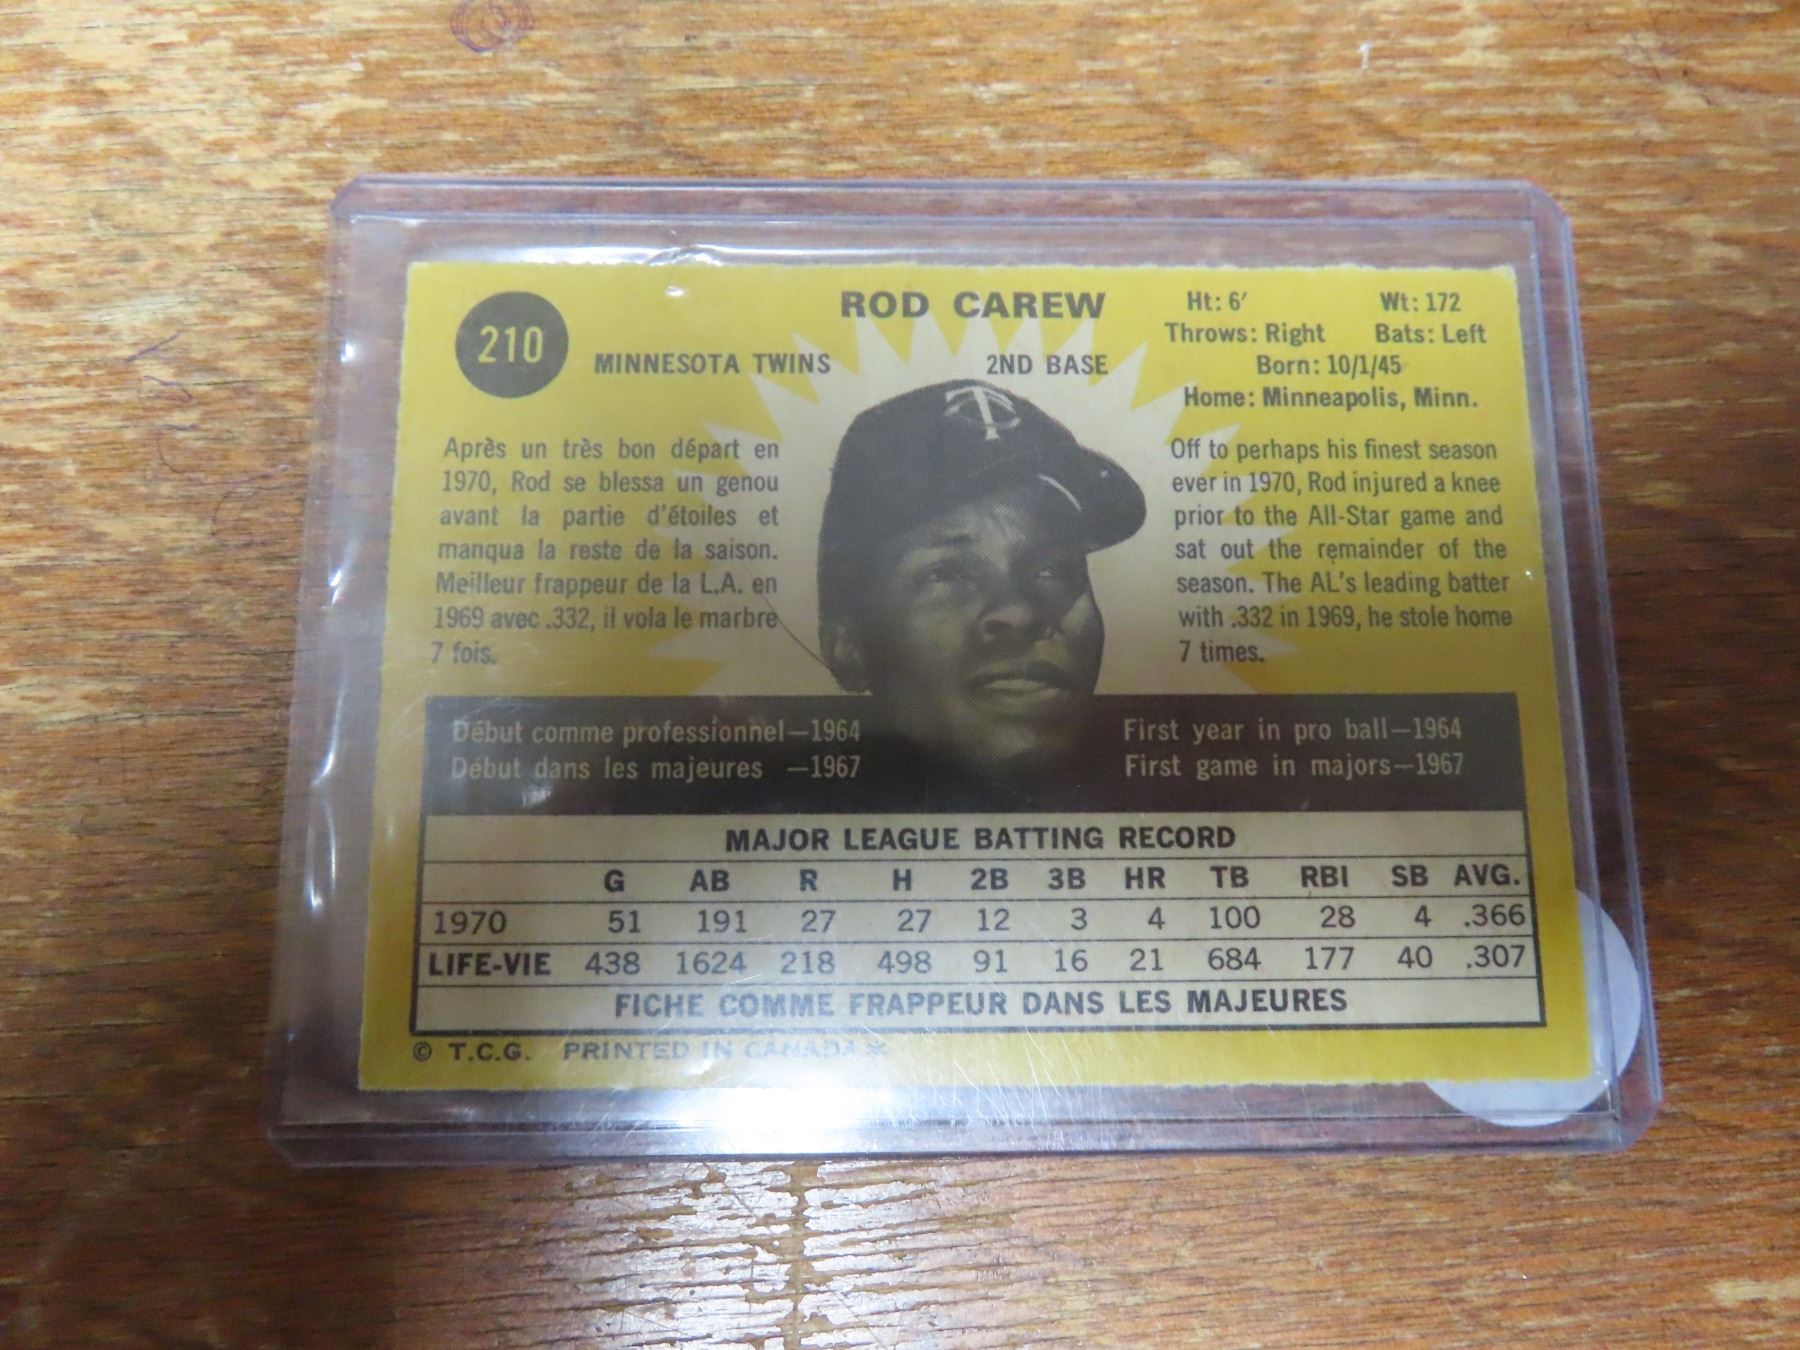 210
ROD CAREW
MINNESOTA TWINS 2ND BASE
Ht: 6' Wt: 172
Throws: Right Bats: Left
Born: 10/1/45
Home: Minneapolis, Minn.
Après un très bon départ en
1970, Rod se blessa un genou
avant la partie d'étoiles et
manqua la reste de la saison.
Meilleur frappeur de la L.A. en
1969 avec .332, il vola le marbre
7 fois.
T
Off to perhaps his finest season
ever in 1970, Rod injured a knee
prior to the All-Star game and
sat out the remainder of the
season. The AL's leading batter
with .332 in 1969, he stole home
7 times.
Début comme professionnel—1964
Début dans les majeures —1967
First year in pro ball—1964
First game in majors—1967
MAJOR LEAGUE BATTING RECORD
G AB R H 2B 3B HR TB RBI SB AVG.
1970 51 191 27 27 12 3 4 100 28 4 .366
LIFE-VIE 438 1624 218 498 91 16 21 684 177 40 .307
FICHE COMME FRAPPEUR DANS LES MAJEURES
© T.C.G. PRINTED IN CANADA *